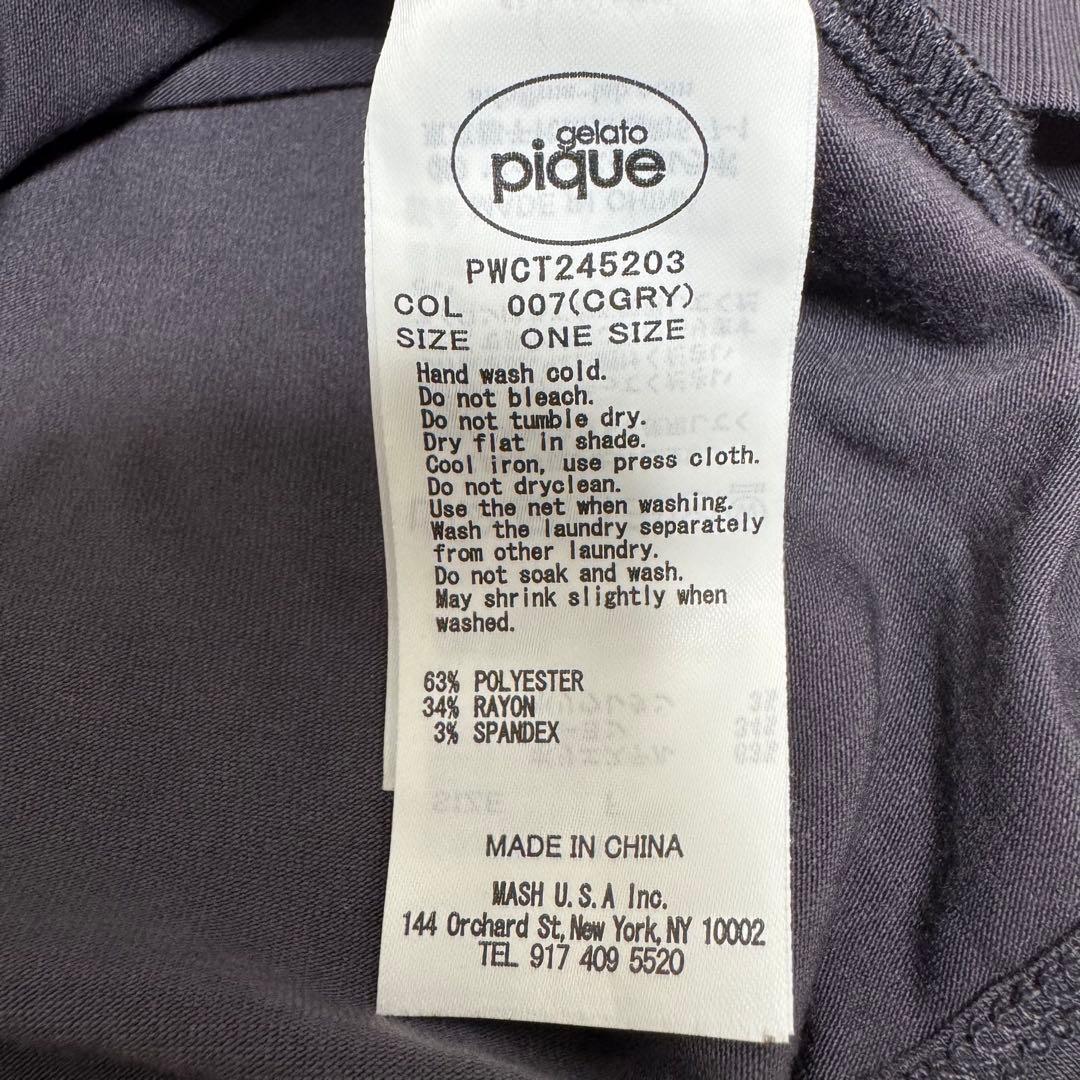 gelato
pique
PWCT245203
COL 007(CGRY)
SIZE ONE SIZE
Hand wash cold.
Do not bleach.
Do not tumble dry.
Dry flat in shade.
Cool iron, use press cloth.
Do not dryclean.
Use the net when washing.
Wash the laundry separately
from other laundry.
Do not soak and wash.
May shrink slightly when
washed.
63% POLYESTER
34% RAYON
3% SPANDEX
MADE IN CHINA
MASH U.S.A Inc.
144 Orchard St, New York, NY 10002
TEL 917 409 5520